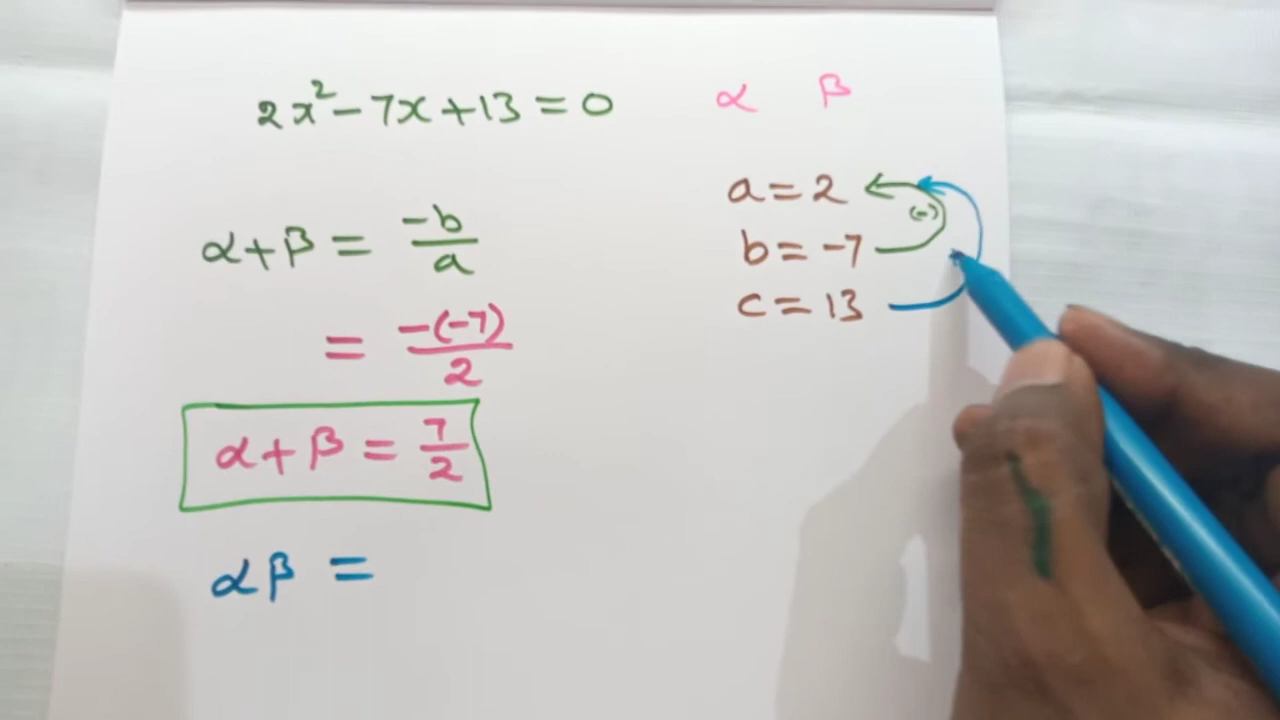 2x² - 7x + 13 = 0
α β
a = 2
(-)
b = -7
c = 13
α + β = -b/a
= -(-7)/2
α + β = 7/2
αβ =